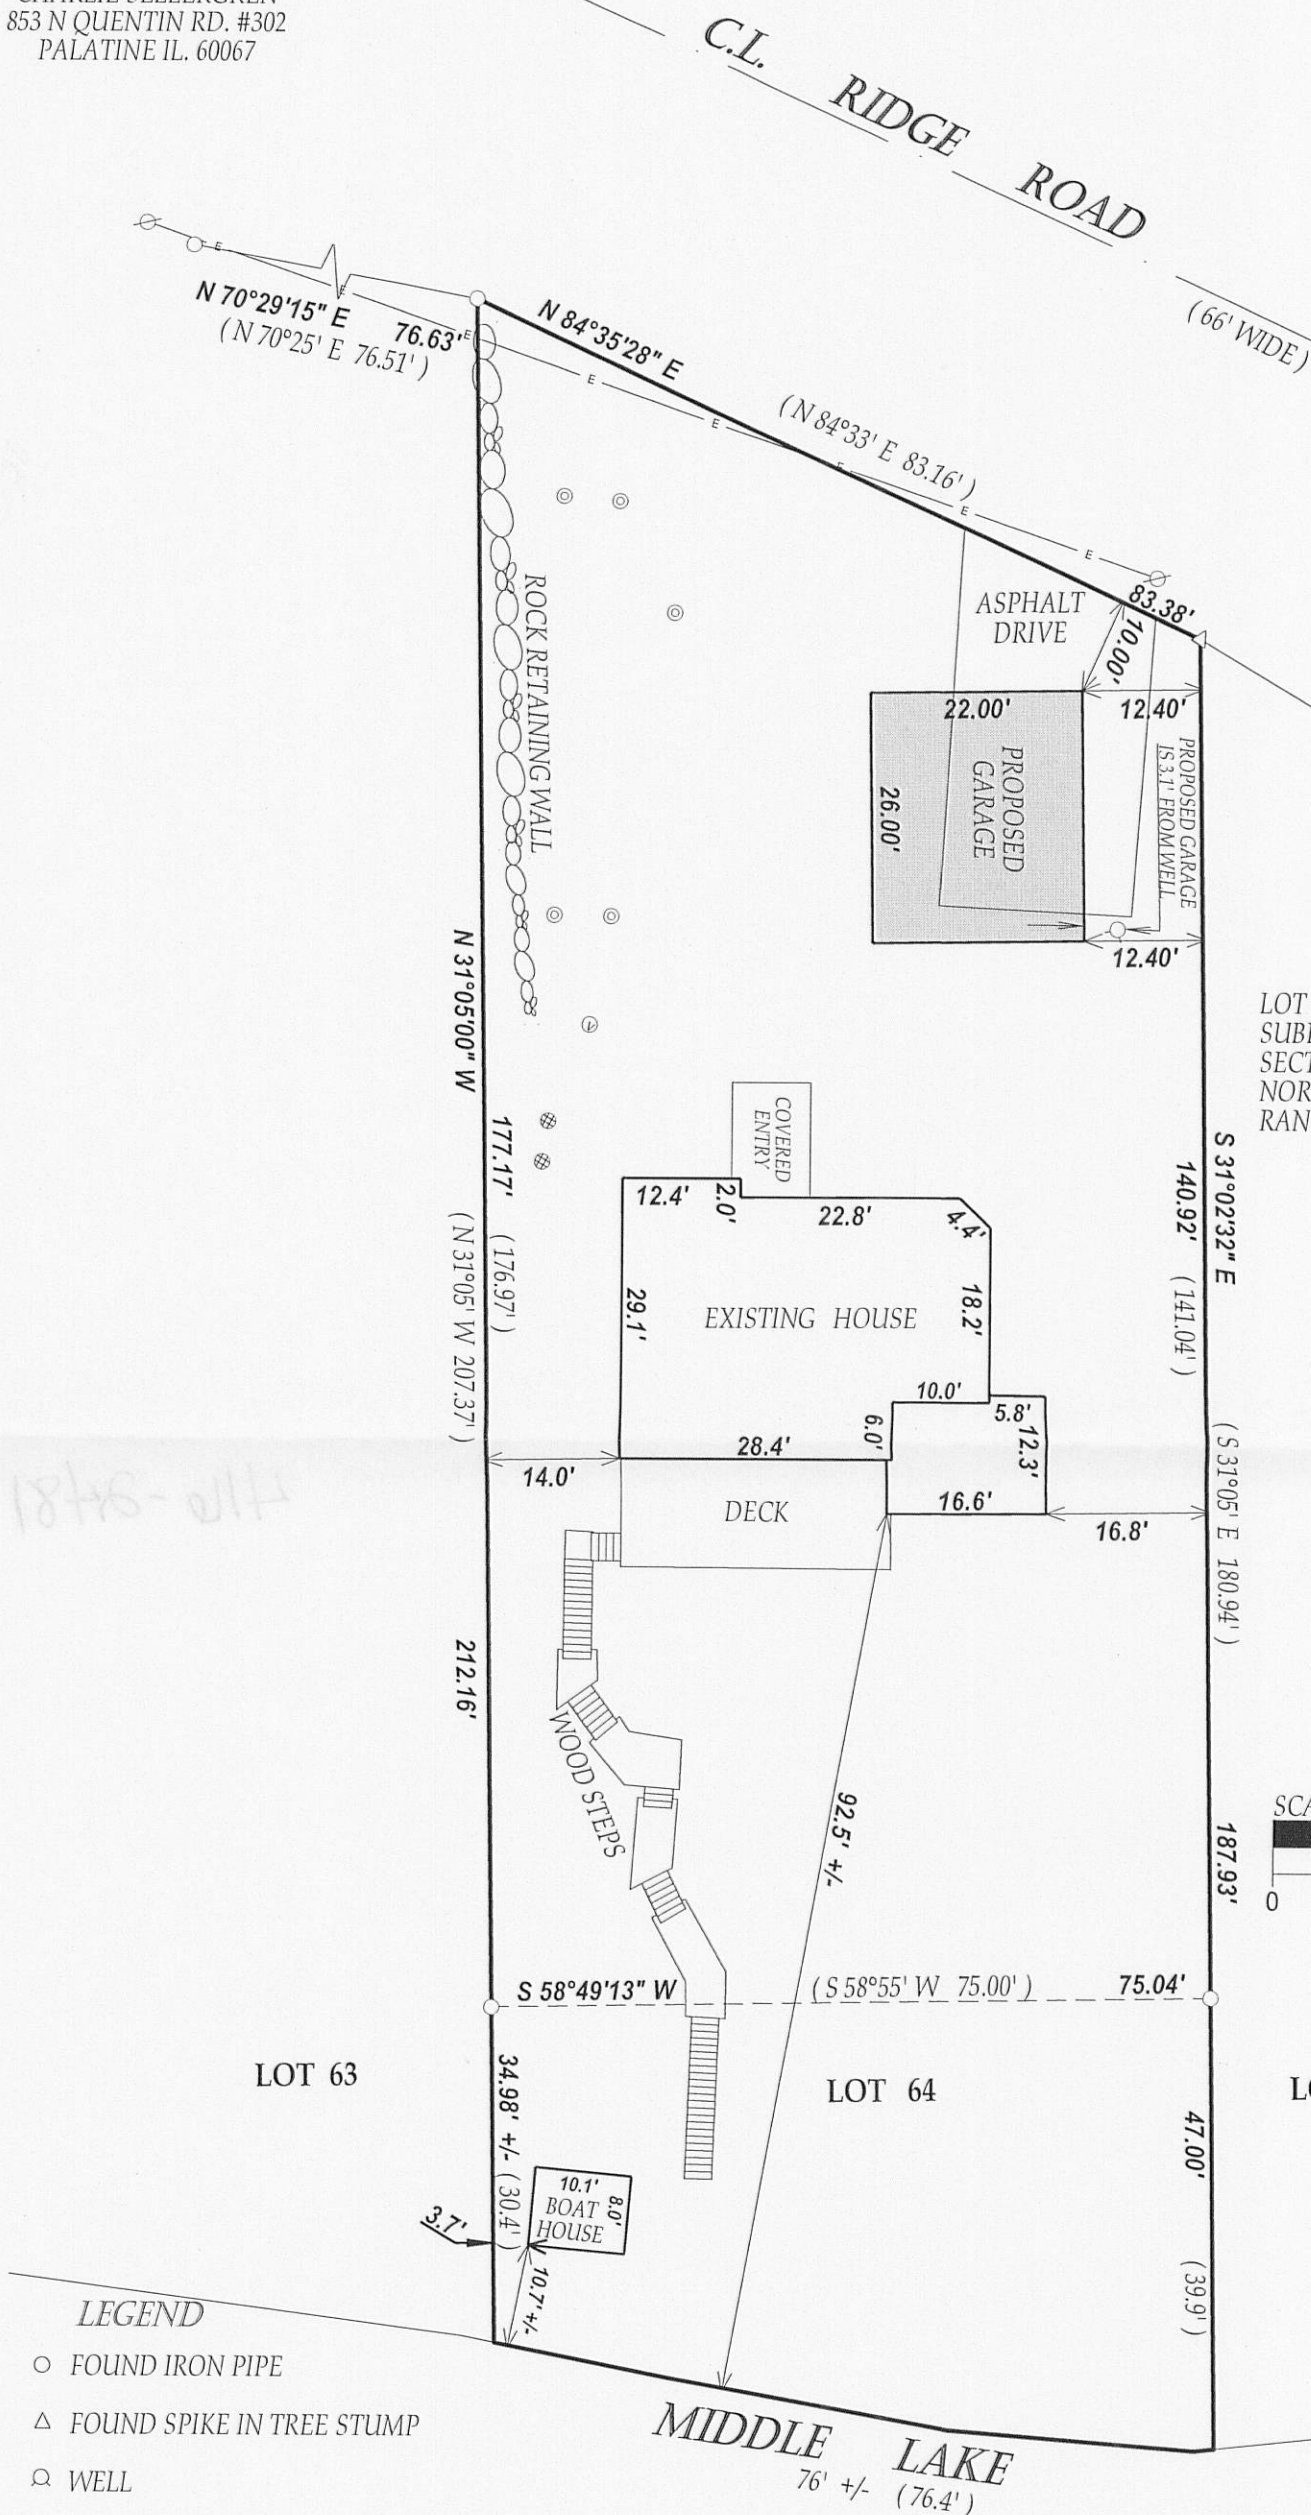 853 N QUENTIN RD. #302
PALATINE IL. 60067
C.L. RIDGE ROAD
(66' WIDE)
N 70°29'15" E 76.63'
(N 70°25' E 76.51')
N 84°35'28" E
(N 84°33' E 83.16')
83.38'
E
E
E
E
E
E
E
E
ASPHALT
DRIVE
10.00'
22.00'
12.40'
PROPOSED
GARAGE
26.00'
PROPOSED GARAGE
IS 3.1' FROM WELL
12.40'
ROCK RETAINING WALL
N 31°05'00" W
177.17'
(176.97')
(N 31°05' W 207.37')
212.16'
LOT
S 31°02'32" E
140.92'
(141.04')
(S 31°05' E 180.94')
187.93'
COVERED
ENTRY
12.4'
2.0'
22.8'
4.4'
29.1'
EXISTING HOUSE
18.2'
10.0'
5.8'
6.0'
12.3'
28.4'
14.0'
16.6'
16.8'
DECK
WOOD STEPS
92.5' +/-
0
S 58°49'13" W
(S 58°55' W 75.00')
75.04'
LOT 63
LOT 64
34.98' +/- (30.4')
47.00'
(39.9')
10.1'
8.0'
BOAT
HOUSE
3.7'
10.7' +/-
MIDDLE LAKE
76' +/- (76.4')
LEGEND
FOUND IRON PIPE
FOUND SPIKE IN TREE STUMP
WELL